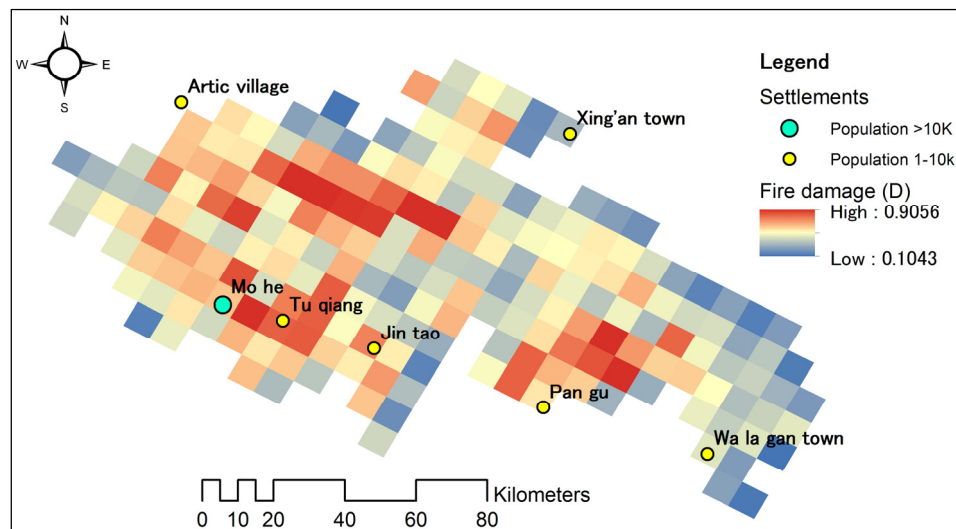 N
W E
S
Artic village
Xing'an town
Mo he
Tu qiang
Jin tao
Pan gu
Wa la gan town
Legend
Settlements
Population >10K
Population 1-10k
Fire damage (D)
High : 0.9056
Low : 0.1043
Kilometers
0 10 20 40 60 80